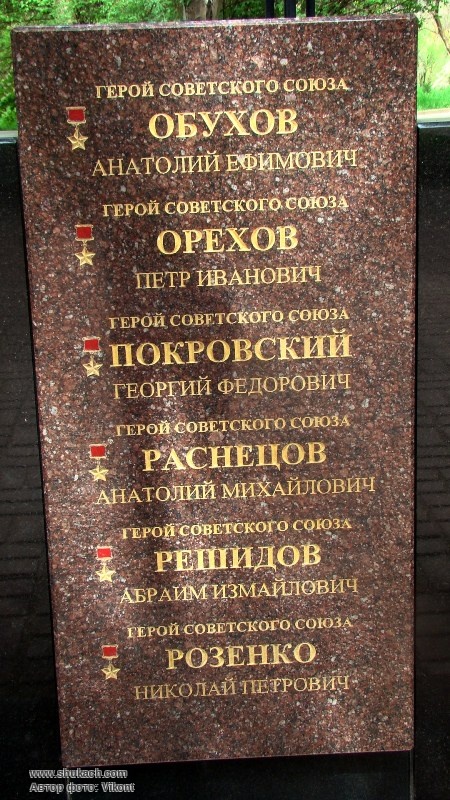 ГЕРОЙ СОВЕТСКОГО СОЮЗА
ОБУХОВ
АНАТОЛИЙ ЕФИМОВИЧ
ГЕРОЙ СОВЕТСКОГО СОЮЗА
ОРЕХОВ
ПЕТР ИВАНОВИЧ
ГЕРОЙ СОВЕТСКОГО СОЮЗА
ПОКРОВСКИЙ
ГЕОРГИЙ ФЕДОРОВИЧ
ГЕРОЙ СОВЕТСКОГО СОЮЗА
РАСНЕЦОВ
АНАТОЛИЙ МИХАЙЛОВИЧ
ГЕРОЙ СОВЕТСКОГО СОЮЗА
РЕШИДОВ
АБРАИМ ИЗМАЙЛОВИЧ
ГЕРОЙ СОВЕТСКОГО СОЮЗА
РОЗЕНКО
НИКОЛАЙ ПЕТРОВИЧ
www.shukach.com
Автор фото: Vikont